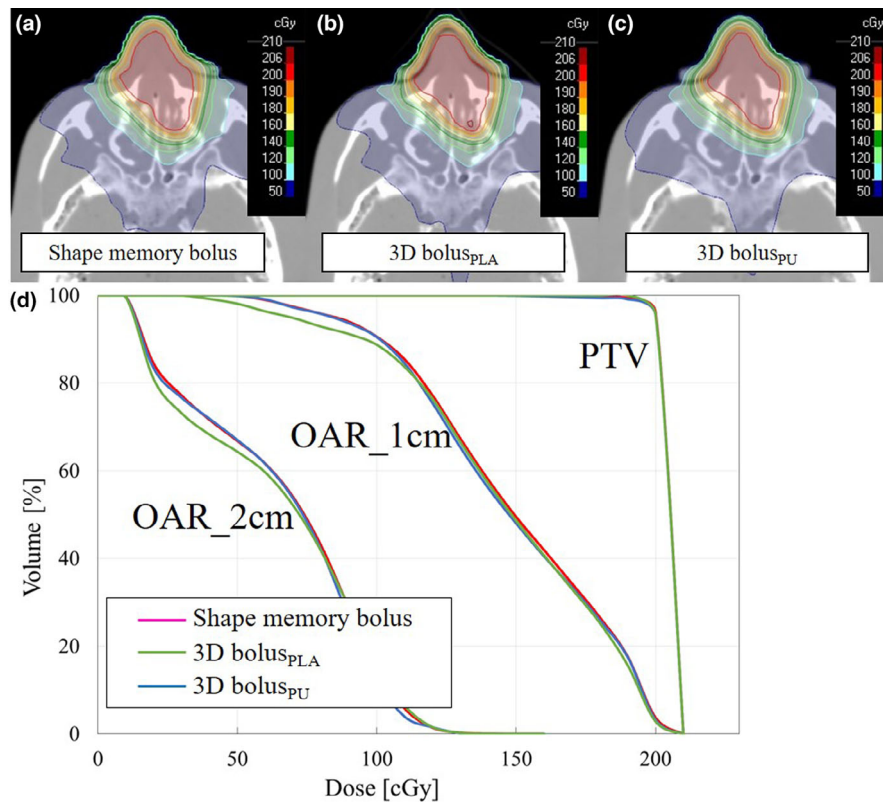 (a)
cGy
210
206
200
190
180
160
140
120
100
50
Shape memory bolus
(b)
cGy
210
206
200
190
180
160
140
120
100
50
3D bolusPLA
(c)
cGy
210
206
200
190
180
160
140
120
100
50
3D bolusPU
(d)
100
80
60
40
20
0
Volume [%]
PTV
OAR_1cm
OAR_2cm
Shape memory bolus
3D bolusPLA
3D bolusPU
0 50 100 150 200
Dose [cGy]